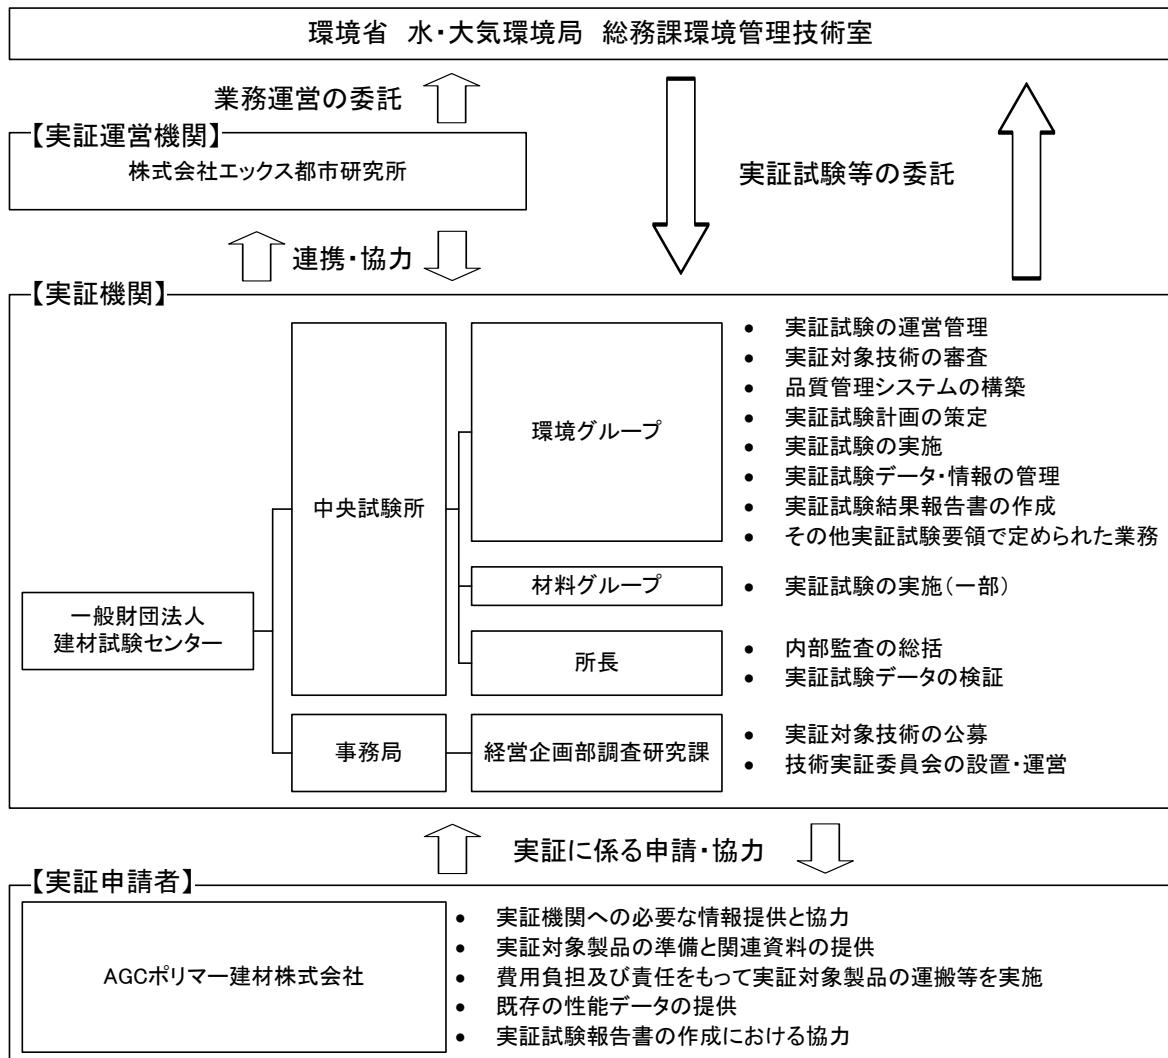 環境省 水・大気環境局 総務課環境管理技術室
業務運営の委託
【実証運営機関】
株式会社エックス都市研究所
実証試験等の委託
連携・協力
【実証機関】
一般財団法人
建材試験センター
中央試験所
環境グループ
• 実証試験の運営管理
• 実証対象技術の審査
• 品質管理システムの構築
• 実証試験計画の策定
• 実証試験の実施
• 実証試験データ・情報の管理
• 実証試験結果報告書の作成
• その他実証試験要領で定められた業務
材料グループ
• 実証試験の実施(一部)
所長
• 内部監査の総括
• 実証試験データの検証
事務局
経営企画部調査研究課
• 実証対象技術の公募
• 技術実証委員会の設置・運営
実証に係る申請・協力
【実証申請者】
AGCポリマー建材株式会社
• 実証機関への必要な情報提供と協力
• 実証対象製品の準備と関連資料の提供
• 費用負担及び責任をもって実証対象製品の運搬等を実施
• 既存の性能データの提供
• 実証試験報告書の作成における協力